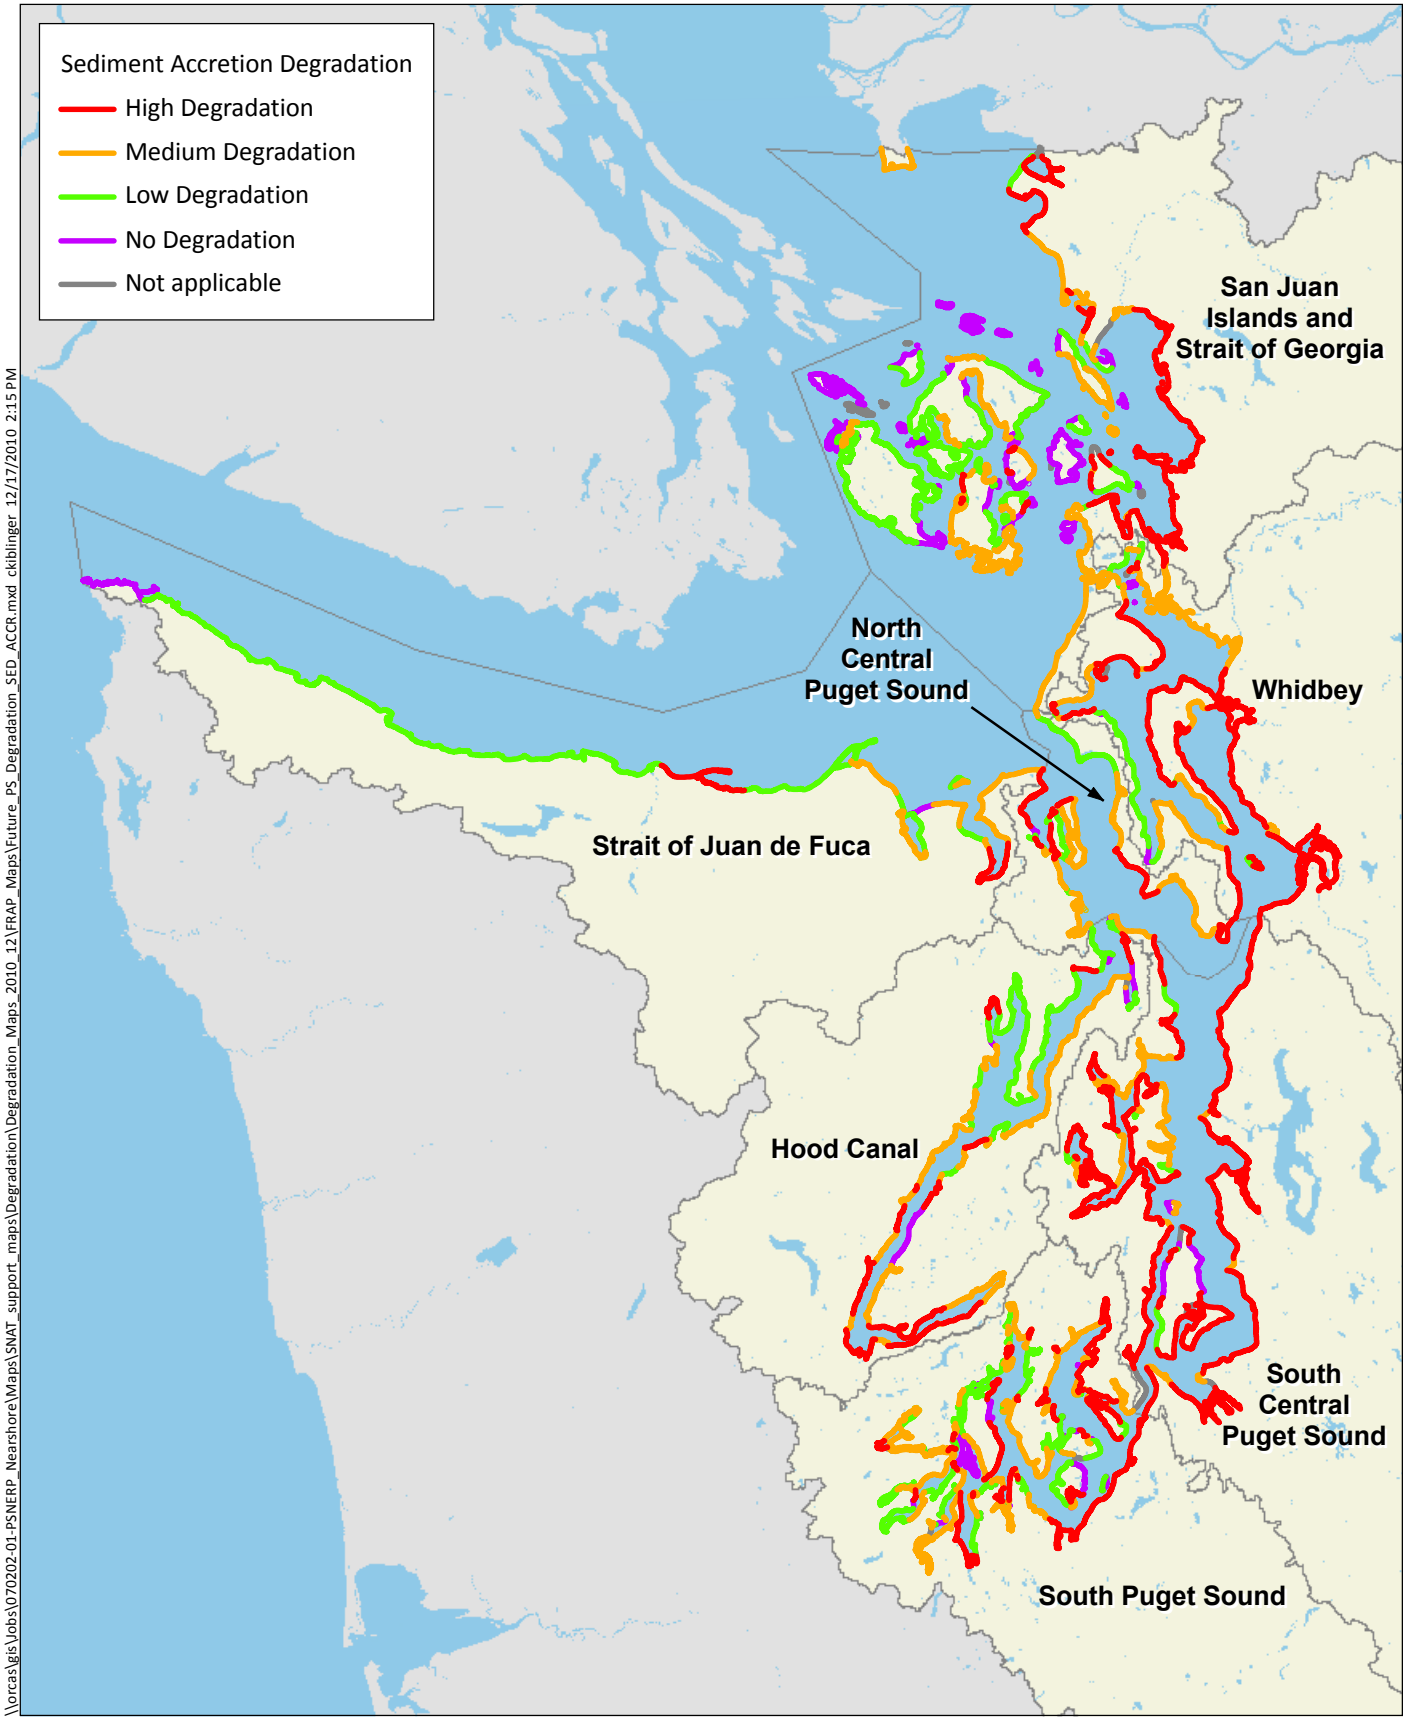 Sediment Accretion Degradation
High Degradation
Medium Degradation
Low Degradation
No Degradation
Not applicable
San Juan
Islands and
Strait of Georgia
North
Central
Puget Sound
Whidbey
Strait of Juan de Fuca
Hood Canal
South
Central
Puget Sound
South Puget Sound
\\orcas\gis\Jobs\070202-01-PSNERP_Nearshore\Maps\SNAT_support_maps\Degradation\Degradation_Maps_2010_12\FRAP_Maps\Future_PS_Degradation_SED_ACCR.mxd ckiblinger 12/17/2010 2:15 PM